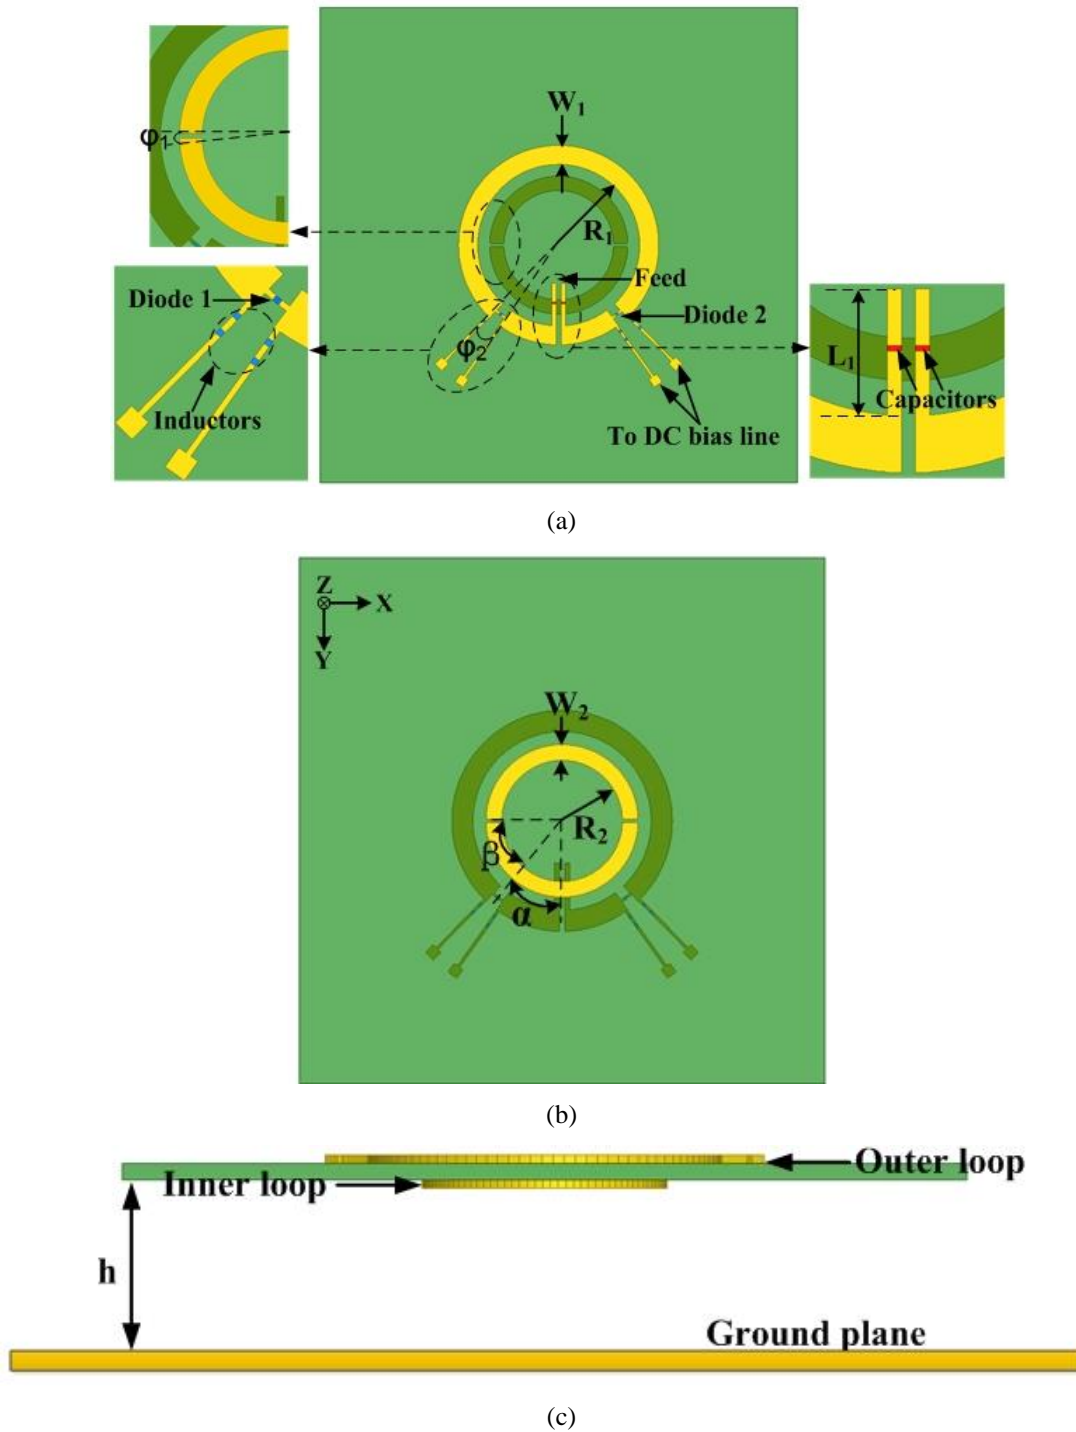 W₁
φ₁
R₁
Feed
Diode 1
Diode 2
φ₂
L₁
Capacitors
Inductors
To DC bias line
(a)
Z
X
Y
W₂
R₂
β
α
(b)
Outer loop
Inner loop
h
Ground plane
(c)